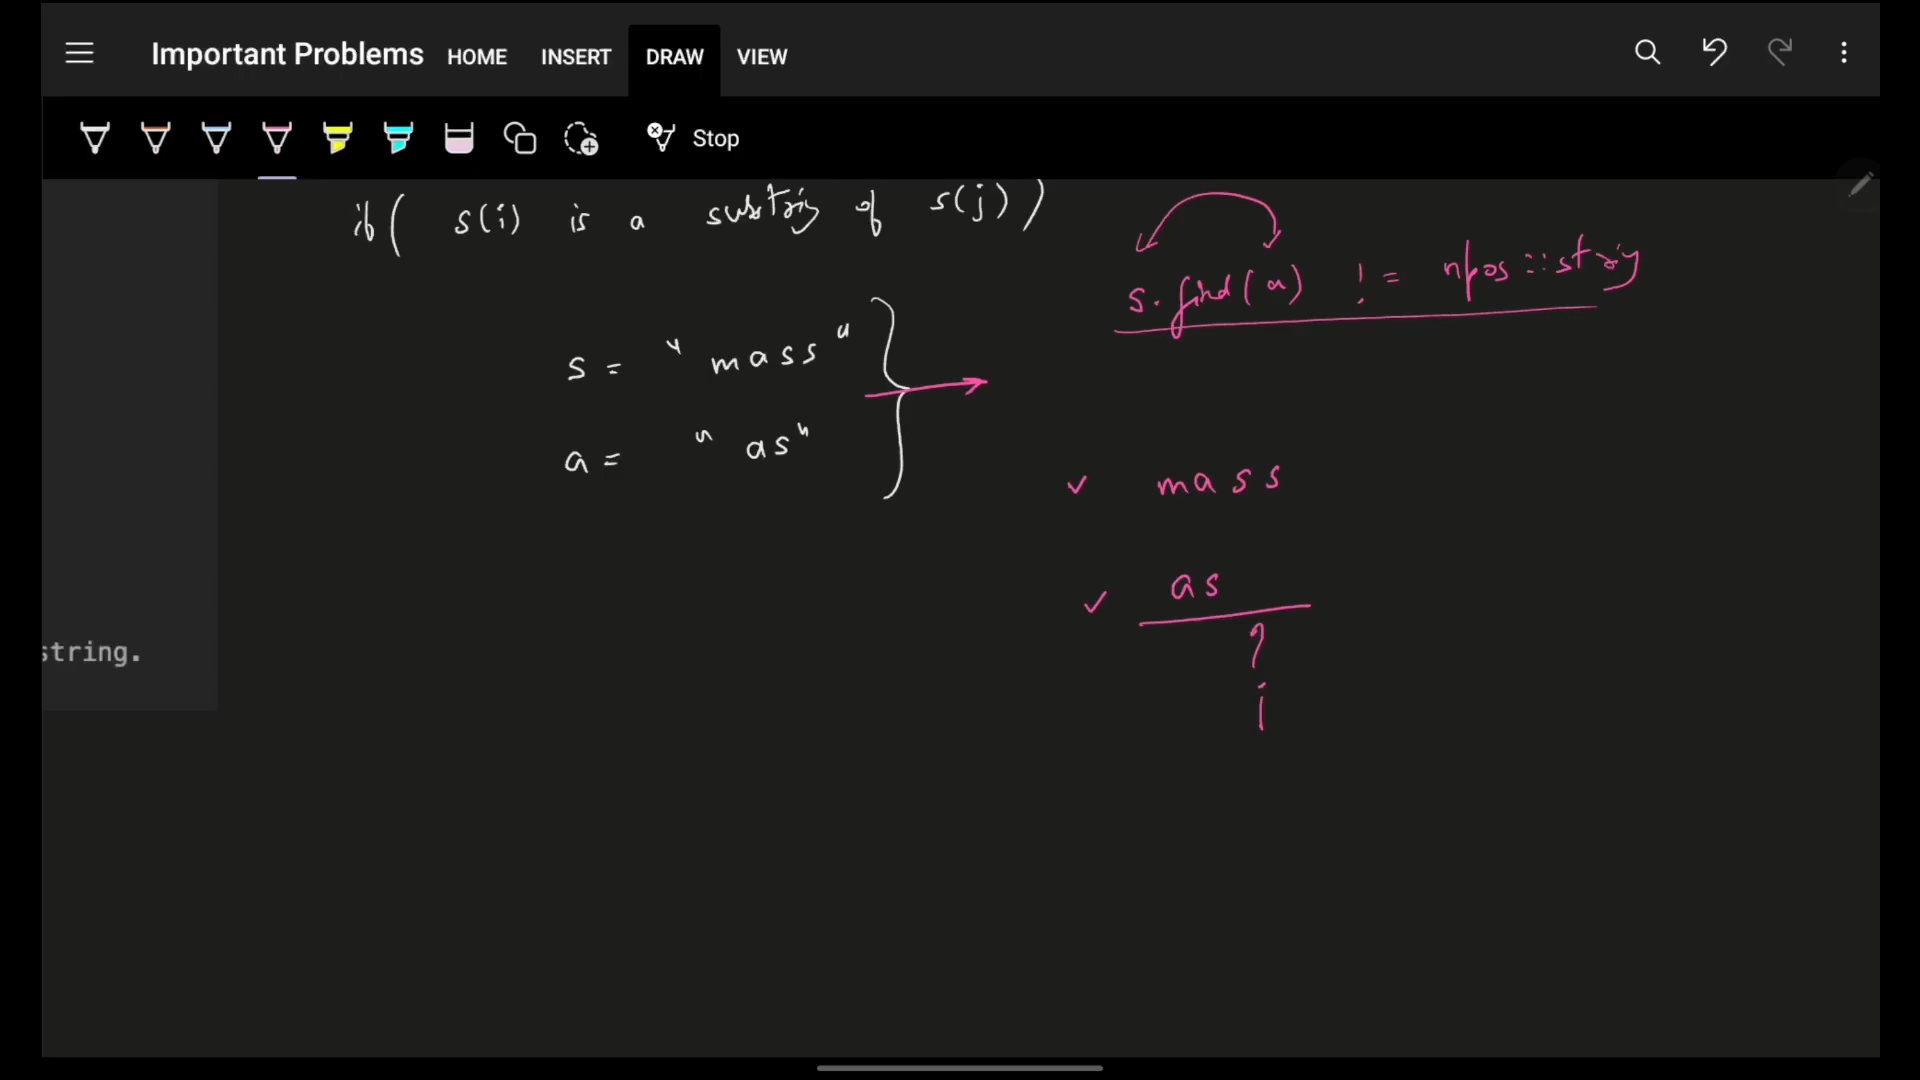 Important Problems HOME INSERT DRAW VIEW
Stop
if( s(i) is a substring of s(j))
s.find(a) != npos::string
s = "mass"
a = "as"
mass
as
?
i
string.